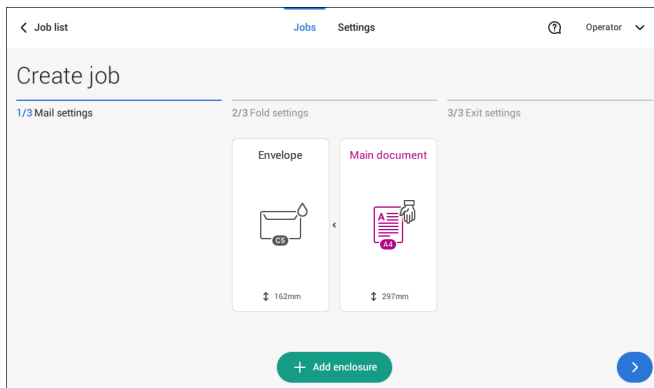 Job list
Jobs
Settings
Operator
Create job
1/3 Mail settings
2/3 Fold settings
3/3 Exit settings
Envelope
Main document
C5
A
A4
162mm
297mm
+ Add enclosure